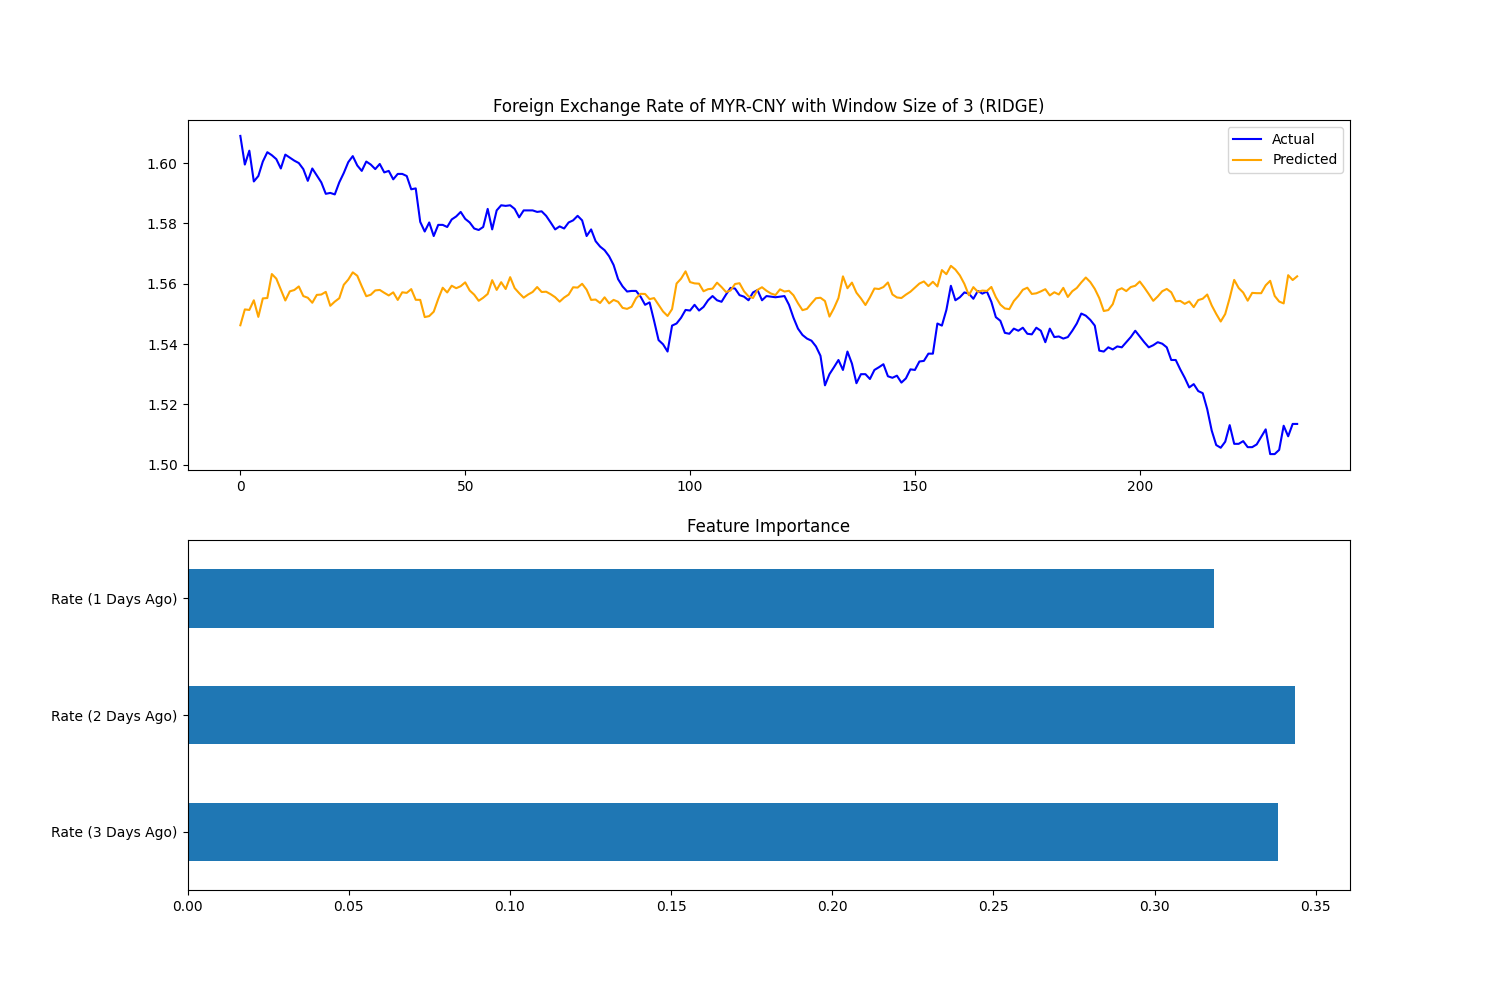 Foreign Exchange Rate of MYR-CNY with Window Size of 3 (RIDGE)
Actual
Predicted
1.60
1.58
1.56
1.54
1.52
1.50
0 50 100 150 200
Feature Importance
Rate (1 Days Ago)
Rate (2 Days Ago)
Rate (3 Days Ago)
0.00 0.05 0.10 0.15 0.20 0.25 0.30 0.35